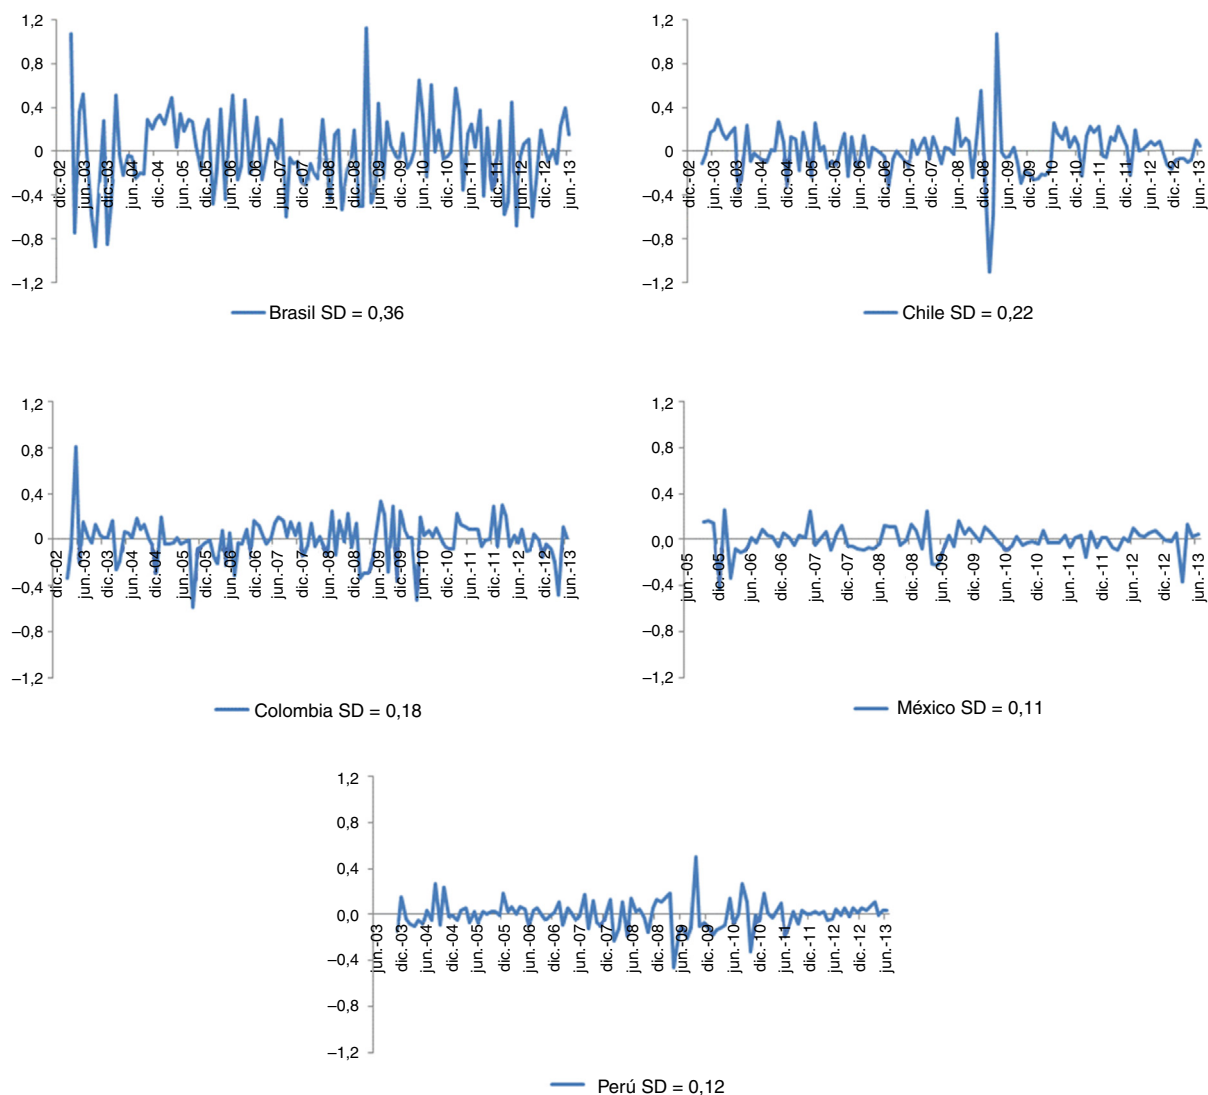 1,2
0,8
0,4
0
–0,4
–0,8
–1,2
dic.-02
jun.-03
dic.-03
jun.-04
dic.-04
jun.-05
dic.-05
jun.-06
dic.-06
jun.-07
dic.-07
jun.-08
dic.-08
jun.-09
dic.-09
jun.-10
dic.-10
jun.-11
dic.-11
jun.-12
dic.-12
jun.-13
Brasil SD = 0,36
1,2
0,8
0,4
0
–0,4
–0,8
–1,2
dic.-02
jun.-03
dic.-03
jun.-04
dic.-04
jun.-05
dic.-05
jun.-06
dic.-06
jun.-07
dic.-07
jun.-08
dic.-08
jun.-09
dic.-09
jun.-10
dic.-10
jun.-11
dic.-11
jun.-12
dic.-12
jun.-13
Chile SD = 0,22
1,2
0,8
0,4
0
–0,4
–0,8
–1,2
dic.-02
jun.-03
dic.-03
jun.-04
dic.-04
jun.-05
dic.-05
jun.-06
dic.-06
jun.-07
dic.-07
jun.-08
dic.-08
jun.-09
dic.-09
jun.-10
dic.-10
jun.-11
dic.-11
jun.-12
dic.-12
jun.-13
Colombia SD = 0,18
1,2
0,8
0,4
0,0
–0,4
–0,8
–1,2
jun.-05
dic.-05
jun.-06
dic.-06
jun.-07
dic.-07
jun.-08
dic.-08
jun.-09
dic.-09
jun.-10
dic.-10
jun.-11
dic.-11
jun.-12
dic.-12
jun.-13
México SD = 0,11
1,2
0,8
0,4
0,0
–0,4
–0,8
–1,2
jun.-03
dic.-03
jun.-04
dic.-04
jun.-05
dic.-05
jun.-06
dic.-06
jun.-07
dic.-07
jun.-08
dic.-08
jun.-09
dic.-09
jun.-10
dic.-10
jun.-11
dic.-11
jun.-12
dic.-12
jun.-13
Perú SD = 0,12